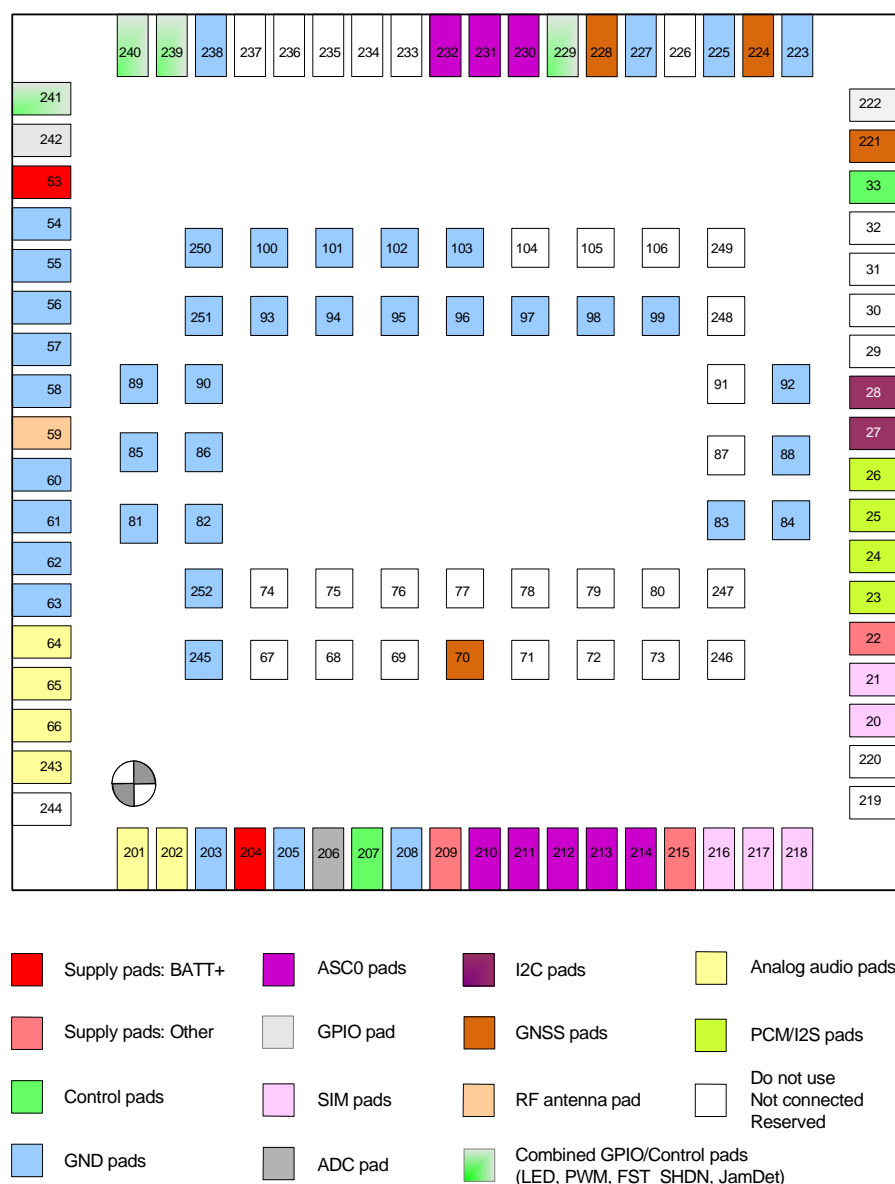 240 239 238 237 236 235 234 233 232 231 230 229 228 227 226 225 224 223
241 222
242 221
53 33
54 32
250 100 101 102 103 104 105 106 249
55 31
56 30
251 93 94 95 96 97 98 99 248
57 29
58 89 90 91 92 28
59 27
85 86 87 88
60 26
61 81 82 83 84 25
62 24
63 252 74 75 76 77 78 79 80 247 23
64 22
245 67 68 69 70 71 72 73 246
65 21
66 20
243 220
244 219
201 202 203 204 205 206 207 208 209 210 211 212 213 214 215 216 217 218
Supply pads: BATT+ ASC0 pads I2C pads Analog audio pads
Supply pads: Other GPIO pad GNSS pads PCM/I2S pads
Control pads SIM pads RF antenna pad Do not use
Not connected
Reserved
GND pads ADC pad Combined GPIO/Control pads
(LED, PWM, FST_SHDN, JamDet)